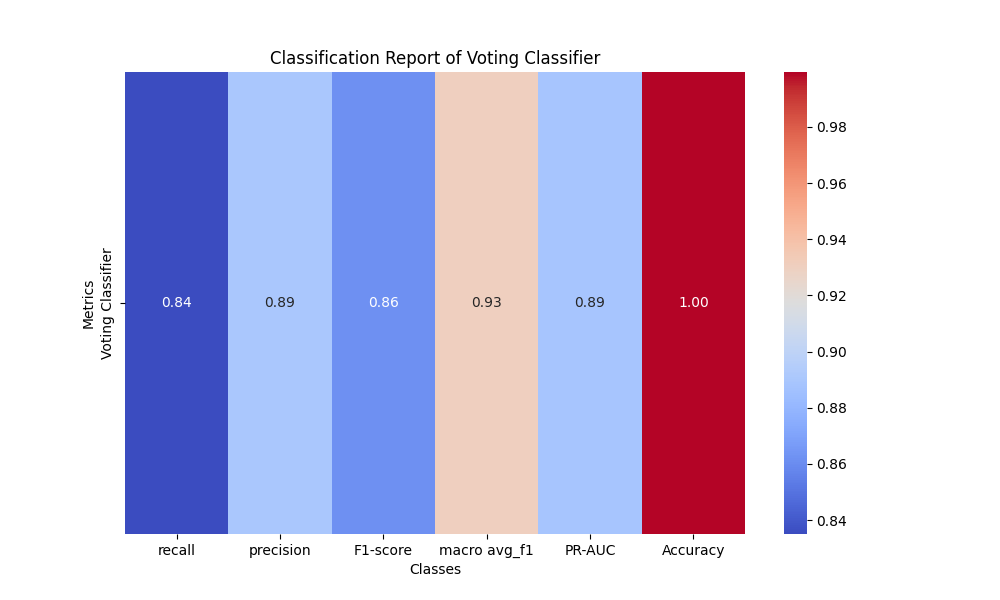 Classification Report of Voting Classifier
Metrics
Voting Classifier
0.84 0.89 0.86 0.93 0.89 1.00
recall precision F1-score macro avg_f1 PR-AUC Accuracy
Classes
0.98
0.96
0.94
0.92
0.90
0.88
0.86
0.84